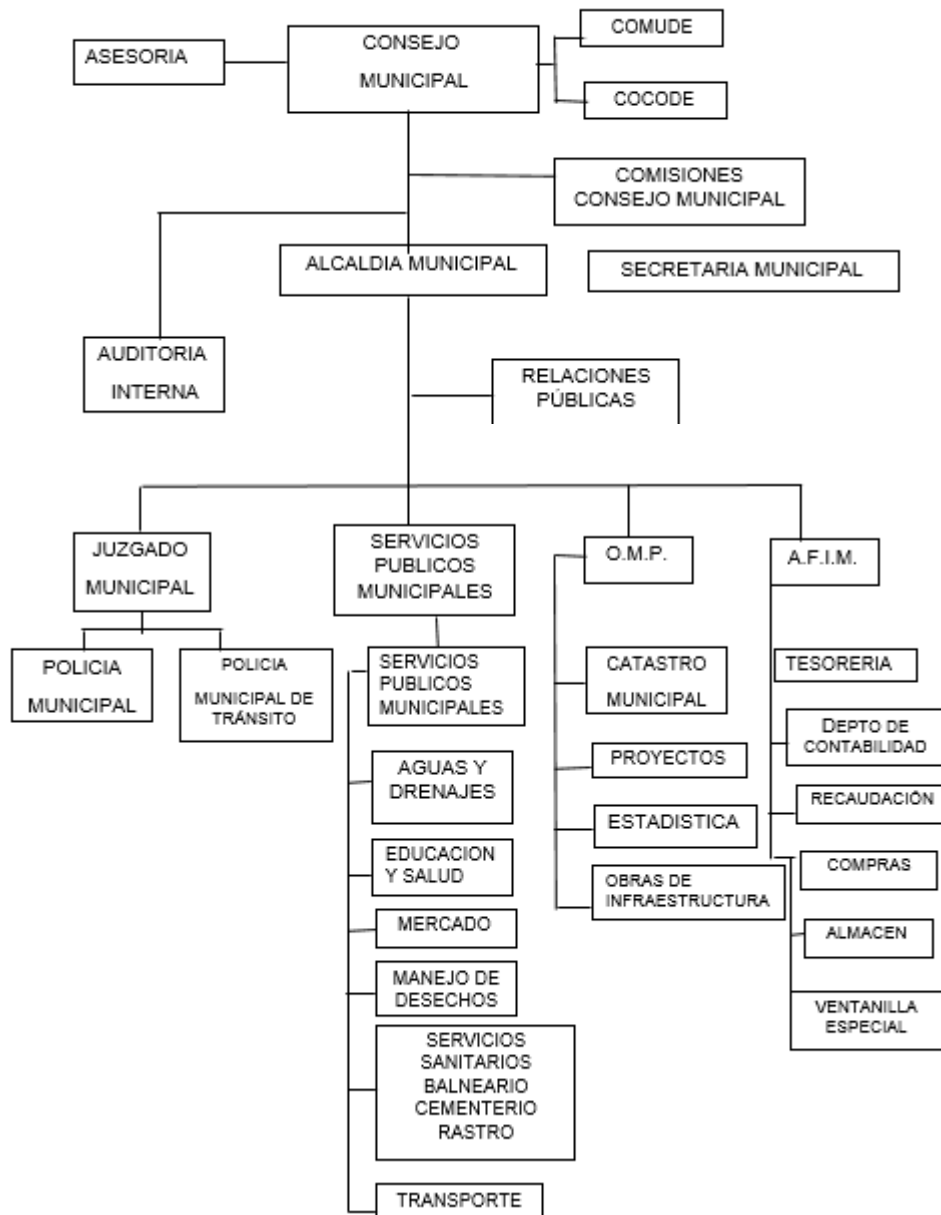 CONSEJO
MUNICIPAL
ASESORIA
COMUDE
COCODE
COMISIONES
CONSEJO MUNICIPAL
ALCALDIA MUNICIPAL
SECRETARIA MUNICIPAL
AUDITORIA
INTERNA
RELACIONES
PÚBLICAS
JUZGADO
MUNICIPAL
SERVICIOS
PUBLICOS
MUNICIPALES
O.M.P.
A.F.I.M.
POLICIA
MUNICIPAL
POLICIA
MUNICIPAL DE
TRÁNSITO
SERVICIOS
PUBLICOS
MUNICIPALES
AGUAS Y
DRENAJES
EDUCACION
Y SALUD
MERCADO
MANEJO DE
DESECHOS
SERVICIOS
SANITARIOS
BALNEARIO
CEMENTERIO
RASTRO
TRANSPORTE
CATASTRO
MUNICIPAL
PROYECTOS
ESTADISTICA
OBRAS DE
INFRAESTRUCTURA
TESORERIA
DEPTO DE
CONTABILIDAD
RECAUDACIÓN
COMPRAS
ALMACEN
VENTANILLA
ESPECIAL